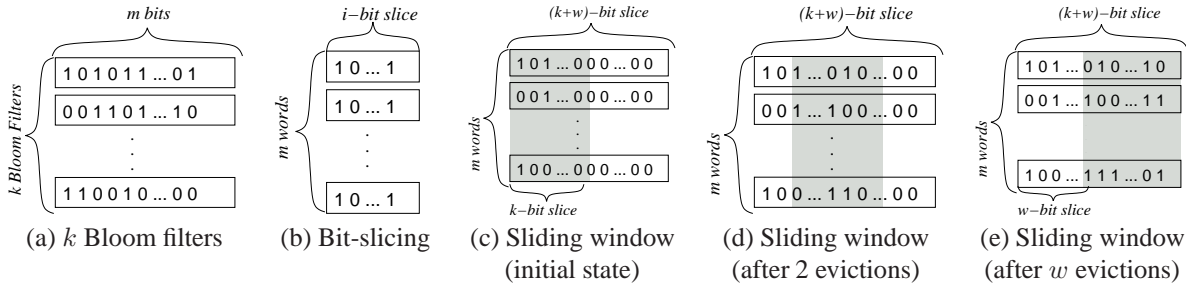 m bits
k Bloom Filters
1 0 1 0 1 1 ... 0 1
0 0 1 1 0 1 ... 1 0
1 1 0 0 1 0 ... 0 0
(a) k Bloom filters
i−bit slice
m words
1 0 ... 1
1 0 ... 1
1 0 ... 1
(b) Bit-slicing
(k+w)−bit slice
m words
1 0 1 ... 0 0 0 ... 0 0
0 0 1 ... 0 0 0 ... 0 0
1 0 0 ... 0 0 0 ... 0 0
k−bit slice
(c) Sliding window
(initial state)
(k+w)−bit slice
m words
1 0 1 ... 0 1 0 ... 0 0
0 0 1 ... 1 0 0 ... 0 0
1 0 0 ... 1 1 0 ... 0 0
(d) Sliding window
(after 2 evictions)
(k+w)−bit slice
m words
1 0 1 ... 0 1 0 ... 1 0
0 0 1 ... 1 0 0 ... 1 1
1 0 0 ... 1 1 1 ... 0 1
w−bit slice
(e) Sliding window
(after w evictions)